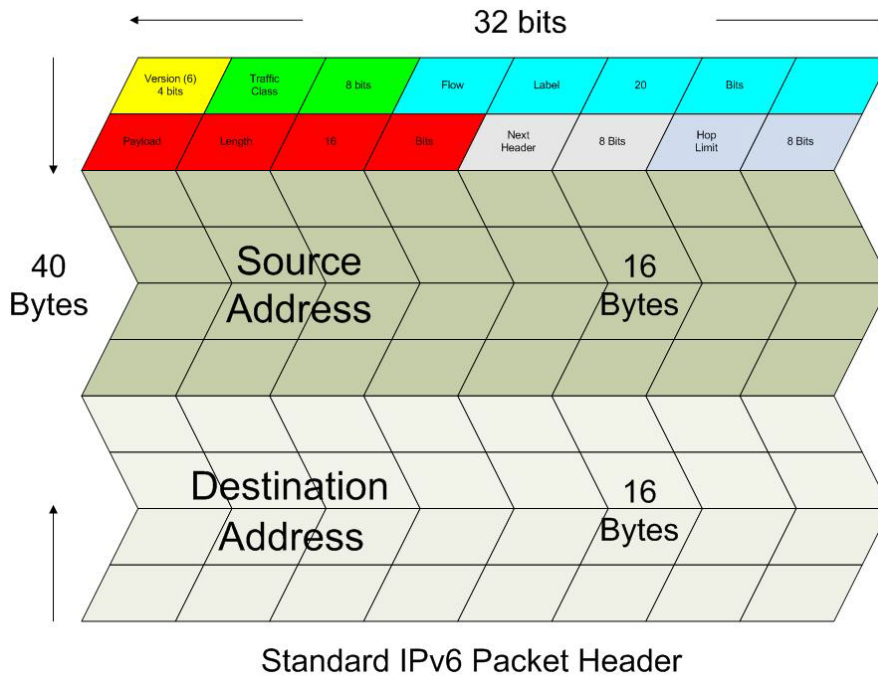 32 bits
Version (6) Traffic 8 bits Flow Label 20 Bits
4 bits Class
Payload Length 16 Bits Next 8 Bits Hop 8 Bits
Header Limit
40
Bytes
Source 16
Address Bytes
Destination 16
Address Bytes
Standard IPv6 Packet Header